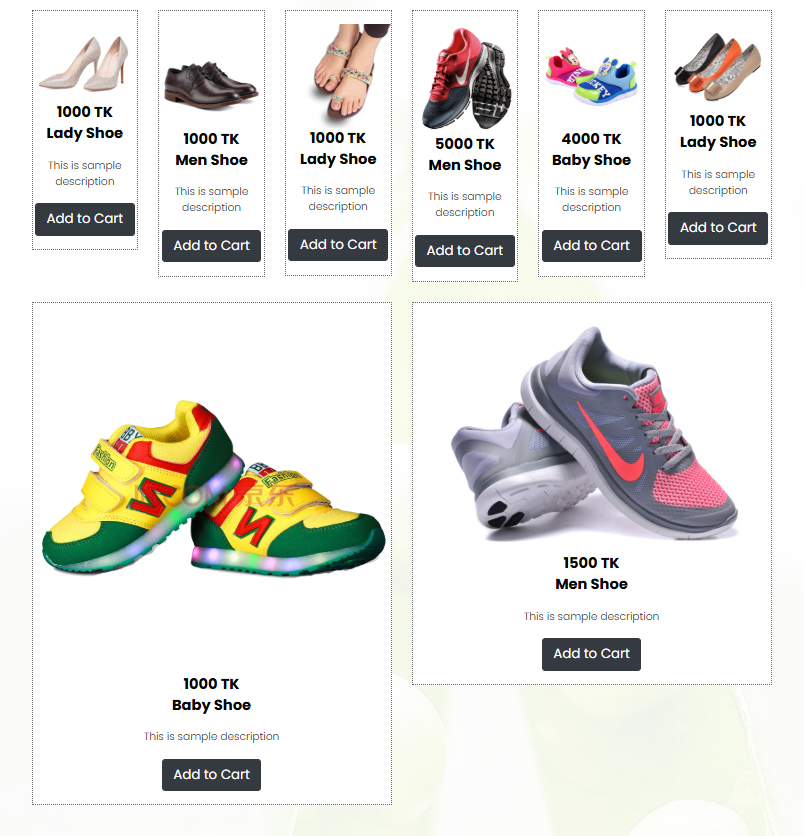 1000 TK
Lady Shoe
This is sample
description
Add to Cart
1000 TK
Men Shoe
This is sample
description
Add to Cart
1000 TK
Lady Shoe
This is sample
description
Add to Cart
5000 TK
Men Shoe
This is sample
description
Add to Cart
4000 TK
Baby Shoe
This is sample
description
Add to Cart
1000 TK
Lady Shoe
This is sample
description
Add to Cart
Fashion
N
Fashion
N
1000 TK
Baby Shoe
This is sample description
Add to Cart
1500 TK
Men Shoe
This is sample description
Add to Cart